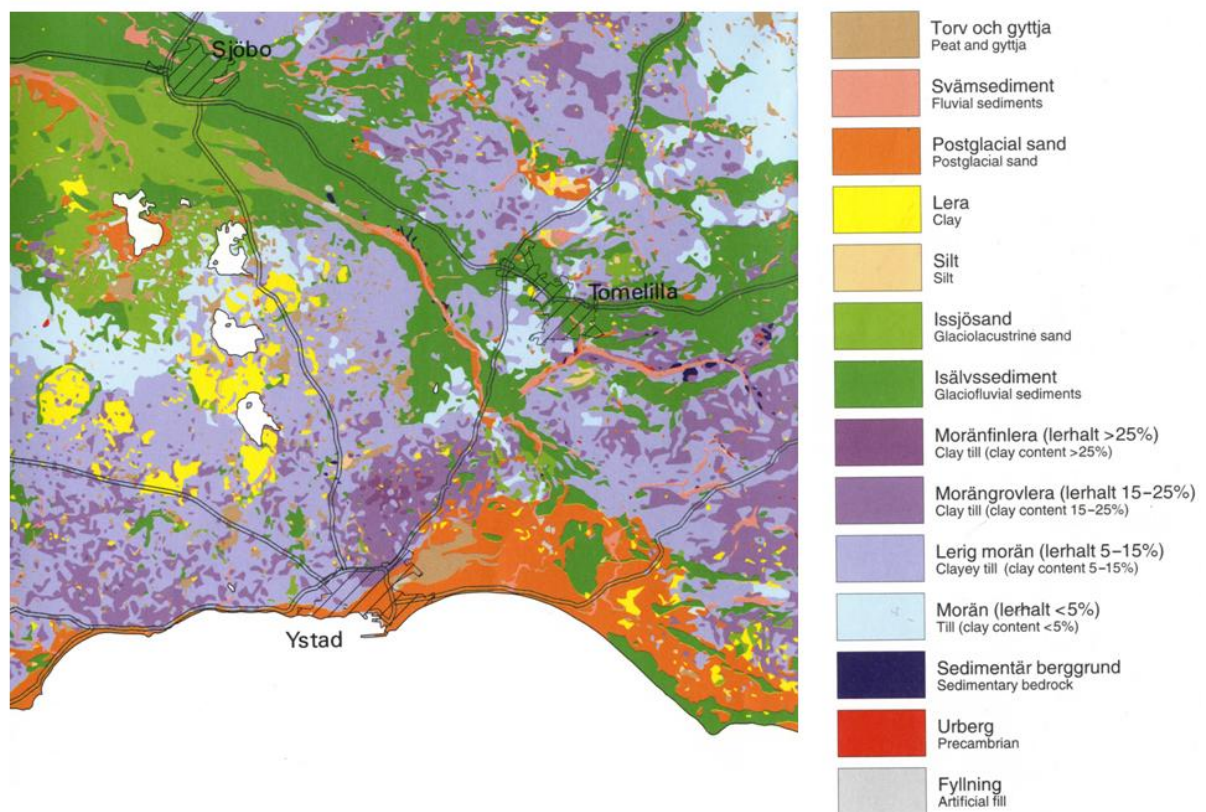 Sjöbo
Tomelilla
Ystad
Torv och gyttja
Peat and gyttja
Svämsediment
Fluvial sediments
Postglacial sand
Postglacial sand
Lera
Clay
Silt
Silt
Issjösand
Glaciolacustrine sand
Isälvssediment
Glaciofluvial sediments
Moränfinlera (lerhalt >25%)
Clay till (clay content >25%)
Morängrovlera (lerhalt 15–25%)
Clay till (clay content 15–25%)
Lerig morän (lerhalt 5–15%)
Clayey till (clay content 5–15%)
Morän (lerhalt <5%)
Till (clay content <5%)
Sedimentär berggrund
Sedimentary bedrock
Urberg
Precambrian
Fyllning
Artificial fill